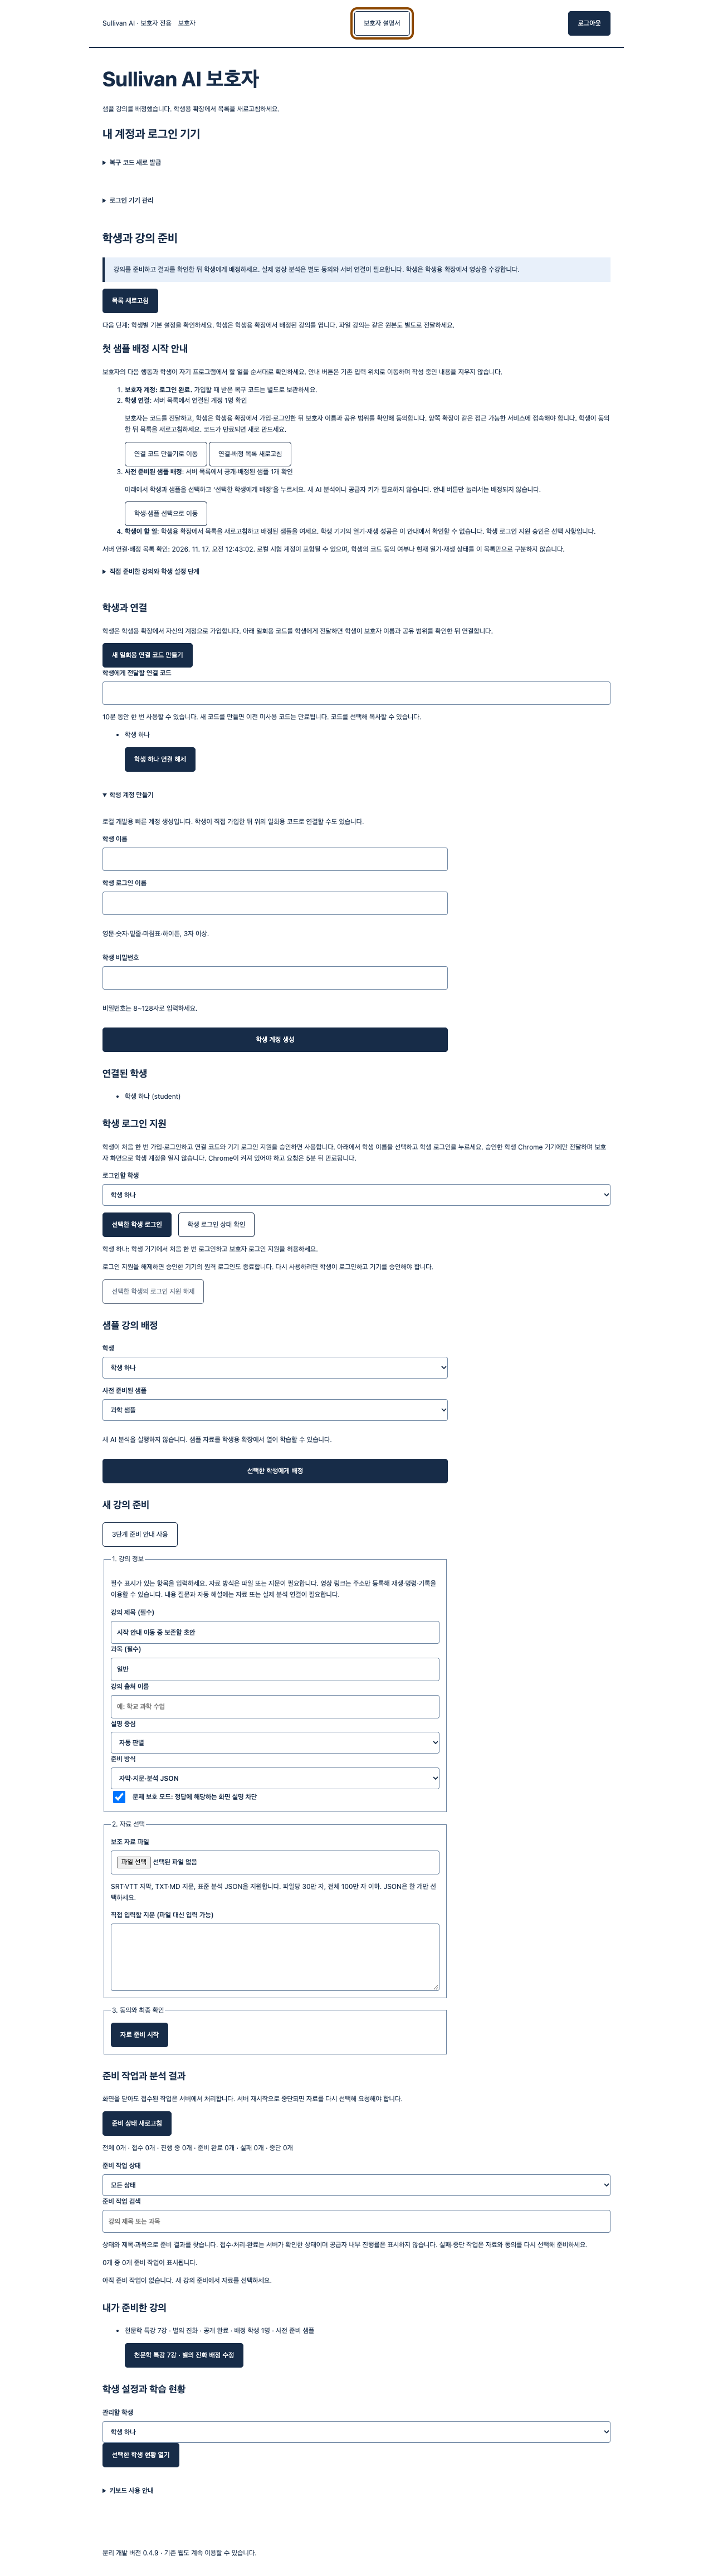 Sullivan AI · 보호자 전용 보호자
보호자 설명서
로그아웃
Sullivan AI 보호자
샘플 강의를 배정했습니다. 학생용 확장에서 목록을 새로고침하세요.
내 계정과 로그인 기기
▶ 복구 코드 새로 발급
▶ 로그인 기기 관리
학생과 강의 준비
강의를 준비하고 결과를 확인한 뒤 학생에게 배정하세요. 실제 영상 분석은 별도 동의와 서버 연결이 필요합니다. 학생은 학생용 확장에서 영상을 수강합니다.
목록 새로고침
다음 단계: 학생별 기본 설정을 확인하세요. 학생은 학생용 확장에서 배정된 강의를 엽니다. 파일 강의는 같은 원본도 별도로 전달하세요.
첫 샘플 배정 시작 안내
보호자의 다음 행동과 학생이 자기 프로그램에서 할 일을 순서대로 확인하세요. 안내 버튼은 기존 입력 위치로 이동하며 작성 중인 내용을 지우지 않습니다.
1. 보호자 계정: 로그인 완료. 가입할 때 받은 복구 코드는 별도로 보관하세요.
2. 학생 연결: 서버 목록에서 연결된 계정 1명 확인
보호자는 코드를 전달하고, 학생은 학생용 확장에서 가입·로그인한 뒤 보호자 이름과 공유 범위를 확인해 동의합니다. 양쪽 확장이 같은 접근 가능한 서비스에 접속해야 합니다. 학생이 동의
한 뒤 목록을 새로고침하세요. 코드가 만료되면 새로 만드세요.
연결 코드 만들기로 이동
연결·배정 목록 새로고침
3. 사전 준비된 샘플 배정: 서버 목록에서 공개·배정된 샘플 1개 확인
아래에서 학생과 샘플을 선택하고 ‘선택한 학생에게 배정’을 누르세요. 새 AI 분석이나 공급자 키가 필요하지 않습니다. 안내 버튼만 눌러서는 배정되지 않습니다.
학생·샘플 선택으로 이동
4. 학생이 할 일: 학생용 확장에서 목록을 새로고침하고 배정된 샘플을 여세요. 학생 기기의 열기·재생 성공은 이 안내에서 확인할 수 없습니다. 학생 로그인 지원 승인은 선택 사항입니다.
서버 연결·배정 목록 확인: 2026. 11. 17. 오전 12:43:02. 로컬 시험 계정이 포함될 수 있으며, 학생의 코드 동의 여부나 현재 열기·재생 상태를 이 목록만으로 구분하지 않습니다.
▶ 직접 준비한 강의와 학생 설정 단계
학생과 연결
학생은 학생용 확장에서 자신의 계정으로 가입합니다. 아래 일회용 코드를 학생에게 전달하면 학생이 보호자 이름과 공유 범위를 확인한 뒤 연결합니다.
새 일회용 연결 코드 만들기
학생에게 전달할 연결 코드
10분 동안 한 번 사용할 수 있습니다. 새 코드를 만들면 이전 미사용 코드는 만료됩니다. 코드를 선택해 복사할 수 있습니다.
• 학생 하나
학생 하나 연결 해제
▼ 학생 계정 만들기
로컬 개발용 빠른 계정 생성입니다. 학생이 직접 가입한 뒤 위의 일회용 코드로 연결할 수도 있습니다.
학생 이름
학생 로그인 이름
영문·숫자·밑줄·마침표·하이픈, 3자 이상.
학생 비밀번호
비밀번호는 8~128자로 입력하세요.
학생 계정 생성
연결된 학생
• 학생 하나 (student)
학생 로그인 지원
학생이 처음 한 번 가입·로그인하고 연결 코드와 기기 로그인 지원을 승인하면 사용합니다. 아래에서 학생 이름을 선택하고 학생 로그인을 누르세요. 승인한 학생 Chrome 기기에만 전달하며 보호
자 화면으로 학생 계정을 열지 않습니다. Chrome이 켜져 있어야 하고 요청은 5분 뒤 만료됩니다.
로그인할 학생
학생 하나
선택한 학생 로그인
학생 로그인 상태 확인
학생 하나: 학생 기기에서 처음 한 번 로그인하고 보호자 로그인 지원을 허용하세요.
로그인 지원을 해제하면 승인한 기기의 원격 로그인도 종료합니다. 다시 사용하려면 학생이 로그인하고 기기를 승인해야 합니다.
선택한 학생의 로그인 지원 해제
샘플 강의 배정
학생
학생 하나
사전 준비된 샘플
과학 샘플
새 AI 분석을 실행하지 않습니다. 샘플 자료를 학생용 확장에서 열어 학습할 수 있습니다.
선택한 학생에게 배정
새 강의 준비
3단계 준비 안내 사용
1. 강의 정보
필수 표시가 있는 항목을 입력하세요. 자료 방식은 파일 또는 지문이 필요합니다. 영상 링크는 주소만 등록해 재생·명령·기록을
이용할 수 있습니다. 내용 질문과 자동 해설에는 자료 또는 실제 분석 연결이 필요합니다.
강의 제목 (필수)
시작 안내 이동 중 보존할 초안
과목 (필수)
일반
강의 출처 이름
예: 학교 과학 수업
설명 중심
자동 판별
준비 방식
자막·지문·분석 JSON
문제 보호 모드: 정답에 해당하는 화면 설명 차단
2. 자료 선택
보조 자료 파일
파일 선택 선택된 파일 없음
SRT·VTT 자막, TXT·MD 지문, 표준 분석 JSON을 지원합니다. 파일당 30만 자, 전체 100만 자 이하. JSON은 한 개만 선
택하세요.
직접 입력할 지문 (파일 대신 입력 가능)
3. 동의와 최종 확인
자료 준비 시작
준비 작업과 분석 결과
화면을 닫아도 접수된 작업은 서버에서 처리합니다. 서버 재시작으로 중단되면 자료를 다시 선택해 요청해야 합니다.
준비 상태 새로고침
전체 0개 · 접수 0개 · 진행 중 0개 · 준비 완료 0개 · 실패 0개 · 중단 0개
준비 작업 상태
모든 상태
준비 작업 검색
강의 제목 또는 과목
상태와 제목·과목으로 준비 결과를 찾습니다. 접수·처리·완료는 서버가 확인한 상태이며 공급자 내부 진행률은 표시하지 않습니다. 실패·중단 작업은 자료와 동의를 다시 선택해 준비하세요.
0개 중 0개 준비 작업이 표시됩니다.
아직 준비 작업이 없습니다. 새 강의 준비에서 자료를 선택하세요.
내가 준비한 강의
• 천문학 특강 7강 · 별의 진화 · 공개 완료 · 배정 학생 1명 · 사전 준비 샘플
천문학 특강 7강 · 별의 진화 배정 수정
학생 설정과 학습 현황
관리할 학생
학생 하나
선택한 학생 현황 열기
▶ 키보드 사용 안내
분리 개발 버전 0.4.9 · 기존 웹도 계속 이용할 수 있습니다.